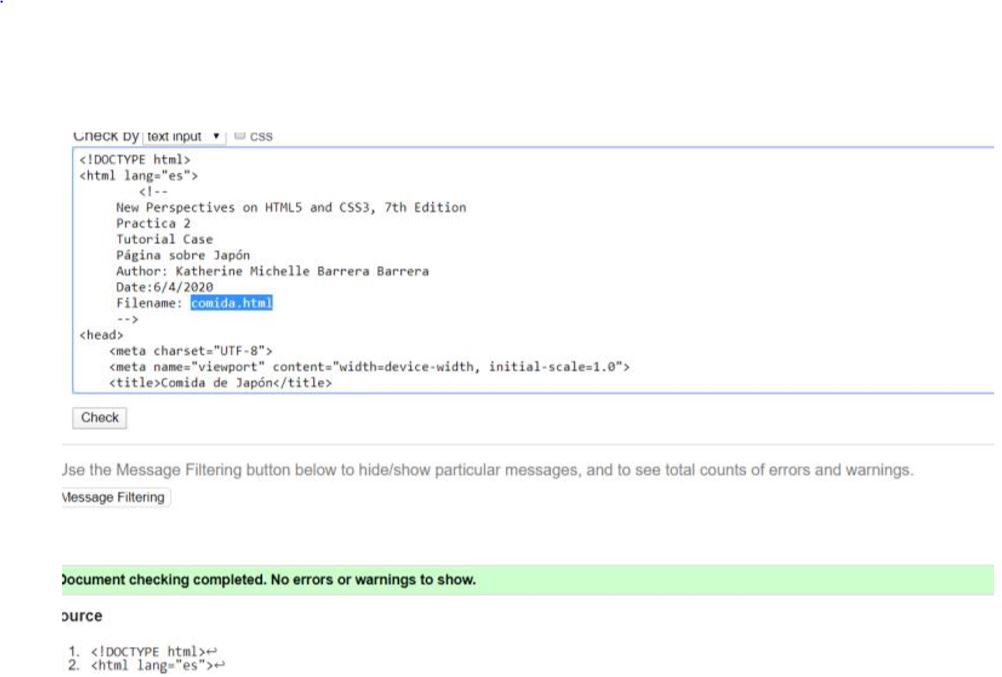 Check by text input ▾ css
<!DOCTYPE html>
<html lang="es">
<!--
New Perspectives on HTML5 and CSS3, 7th Edition
Practica 2
Tutorial Case
Página sobre Japón
Author: Katherine Michelle Barrera Barrera
Date:6/4/2020
Filename: comida.html
-->
<head>
<meta charset="UTF-8">
<meta name="viewport" content="width=device-width, initial-scale=1.0">
<title>Comida de Japón</title>
Check
Use the Message Filtering button below to hide/show particular messages, and to see total counts of errors and warnings.
Message Filtering
Document checking completed. No errors or warnings to show.
ource
1. <!DOCTYPE html>↩
2. <html lang="es">↩